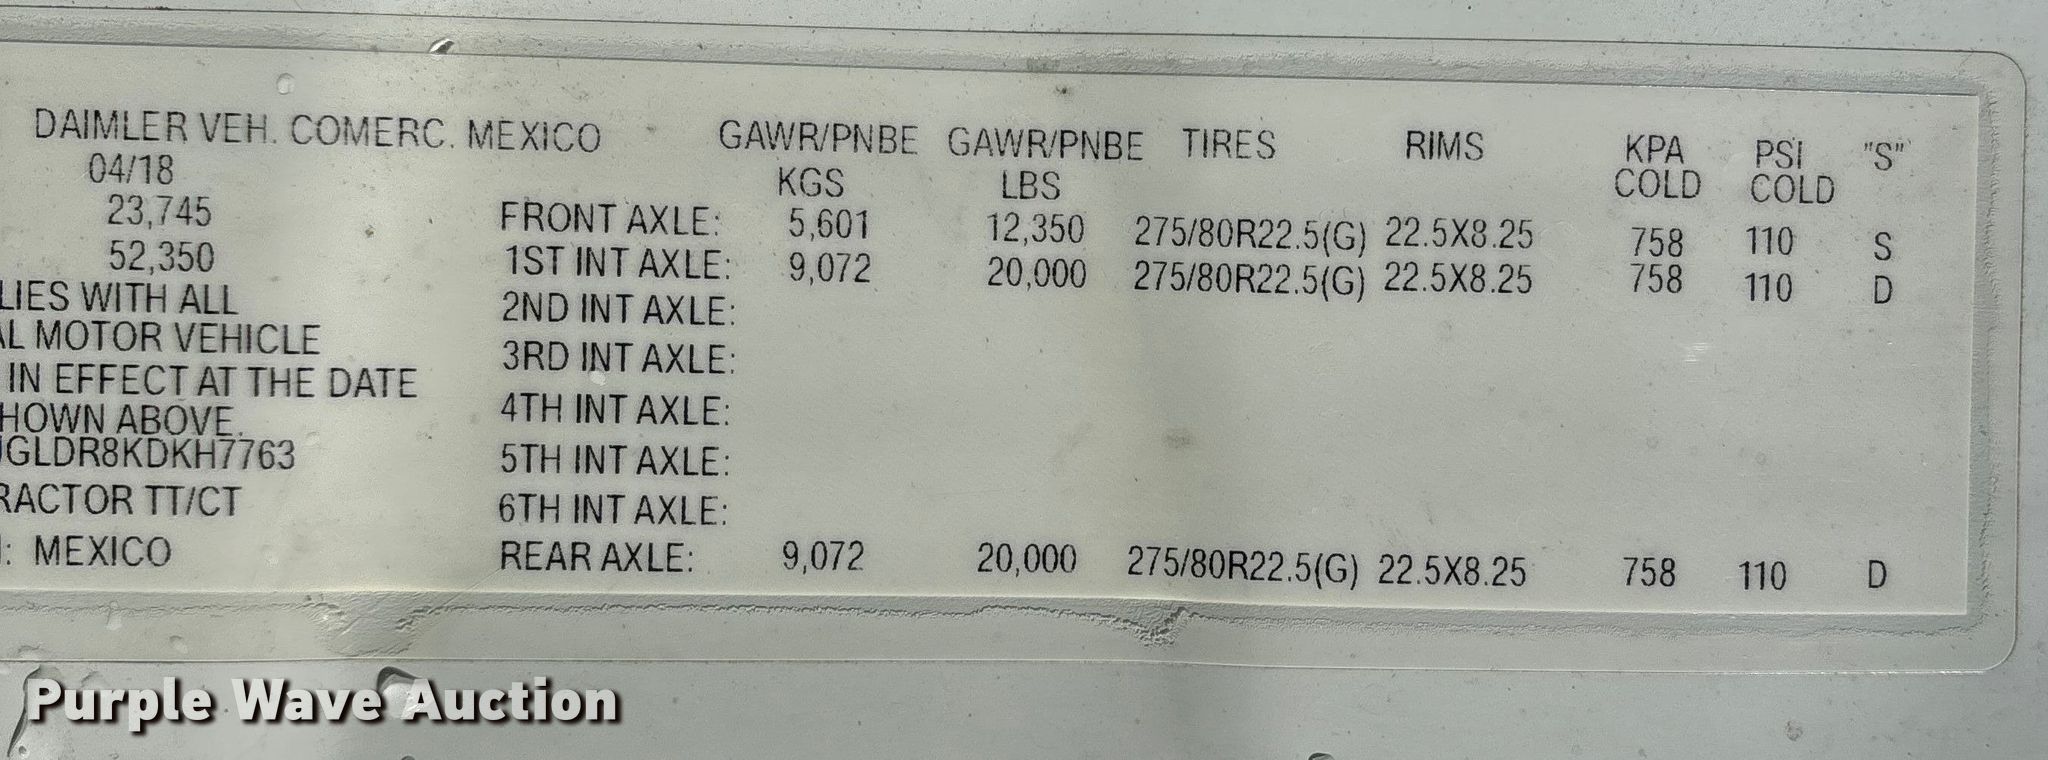 DAIMLER VEH. COMERC. MEXICO GAWR/PNBE GAWR/PNBE TIRES RIMS KPA PSI "S"
04/18 KGS LBS COLD COLD
23,745 FRONT AXLE: 5,601 12,350 275/80R22.5(G) 22.5X8.25 758 110 S
52,350 1ST INT AXLE: 9,072 20,000 275/80R22.5(G) 22.5X8.25 758 110 D
LIES WITH ALL 2ND INT AXLE:
AL MOTOR VEHICLE 3RD INT AXLE:
IN EFFECT AT THE DATE 4TH INT AXLE:
HOWN ABOVE.
JGLDR8KDKH7763 5TH INT AXLE:
RACTOR TT/CT 6TH INT AXLE:
: MEXICO REAR AXLE: 9,072 20,000 275/80R22.5(G) 22.5X8.25 758 110 D
Purple Wave Auction